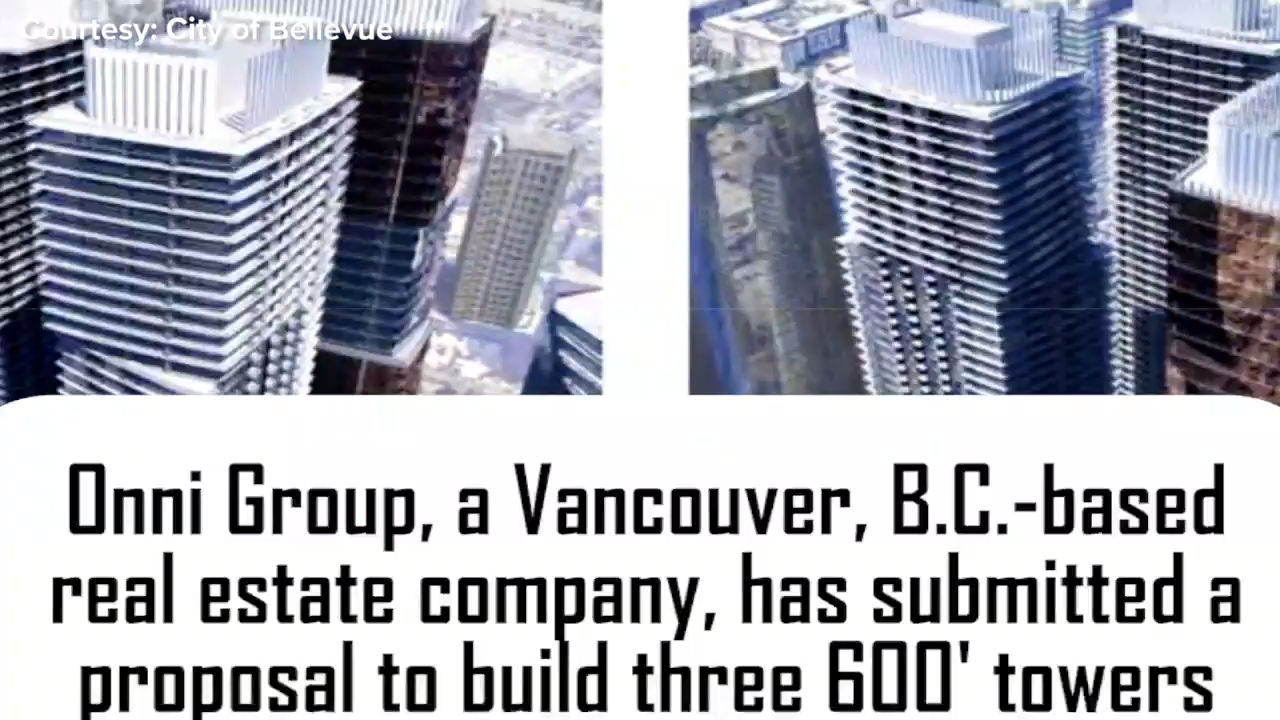 Courtesy: City of Bellevue
Onni Group, a Vancouver, B.C.-based
real estate company, has submitted a
proposal to build three 600' towers